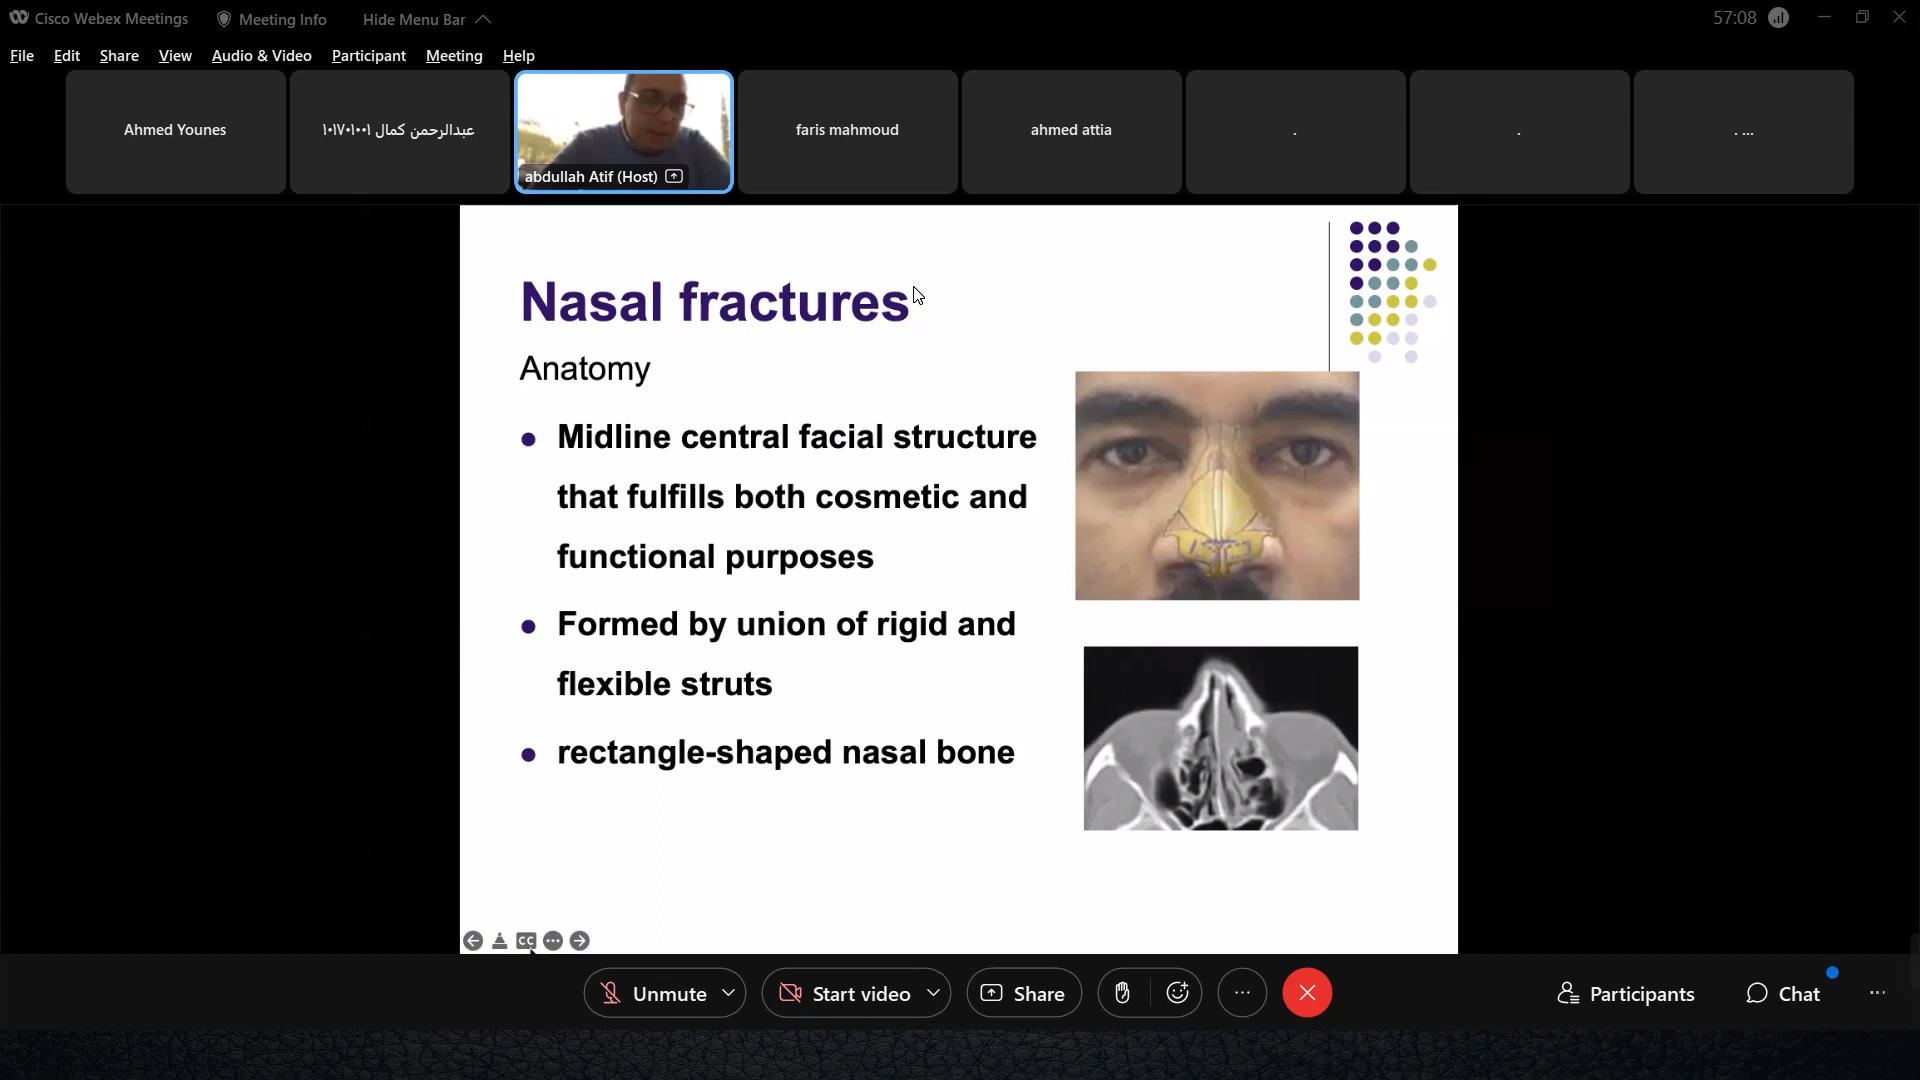 Cisco Webex Meetings
Meeting Info
Hide Menu Bar
57:08
File Edit Share View Audio & Video Participant Meeting Help
Ahmed Younes
عبدالرحمن كمال ١٠١٧٠١٠٠١
abdullah Atif (Host)
faris mahmoud
ahmed attia
.
.
. ...
Nasal fractures
Anatomy
Midline central facial structure
that fulfills both cosmetic and
functional purposes
Formed by union of rigid and
flexible struts
rectangle-shaped nasal bone
CC
Unmute
Start video
Share
Participants
Chat